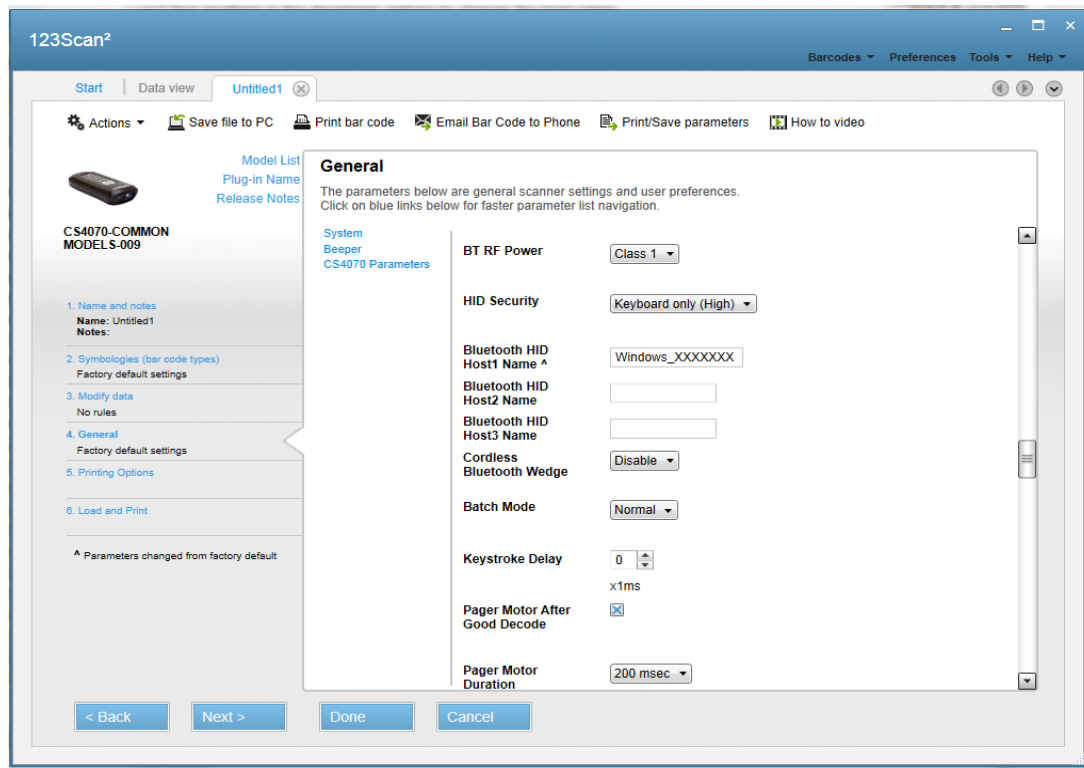 123Scan²
Barcodes Preferences Tools Help
Start Data view Untitled1
Actions Save file to PC Print bar code Email Bar Code to Phone Print/Save parameters How to video
Model List
Plug-in Name
Release Notes
CS4070-COMMON
MODELS-009
1. Name and notes
Name: Untitled1
Notes:
2. Symbologies (bar code types)
Factory default settings
3. Modify data
No rules
4. General
Factory default settings
5. Printing Options
6. Load and Print
^ Parameters changed from factory default
General
The parameters below are general scanner settings and user preferences.
Click on blue links below for faster parameter list navigation.
System
Beeper
CS4070 Parameters
BT RF Power Class 1
HID Security Keyboard only (High)
Bluetooth HID
Host1 Name ^ Windows_XXXXXXX
Bluetooth HID
Host2 Name
Bluetooth HID
Host3 Name
Cordless
Bluetooth Wedge Disable
Batch Mode Normal
Keystroke Delay 0
x1ms
Pager Motor After
Good Decode
Pager Motor
Duration 200 msec
< Back Next > Done Cancel